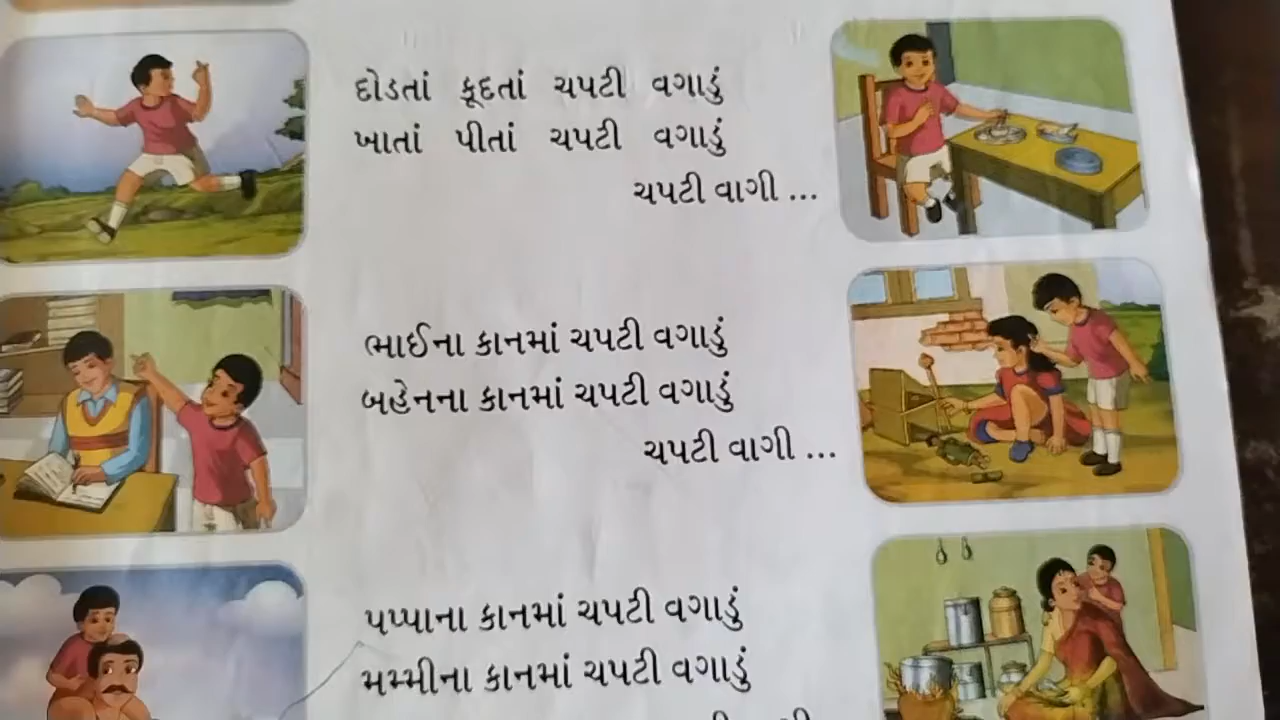 દોડતાં કૂદતાં ચપટી વગાડું
ખાતાં પીતાં ચપટી વગાડું
ચપટી વાગી ...
ભાઈના કાનમાં ચપટી વગાડું
બહેનના કાનમાં ચપટી વગાડું
ચપટી વાગી ...
પપ્પાના કાનમાં ચપટી વગાડું
મમ્મીના કાનમાં ચપટી વગાડું